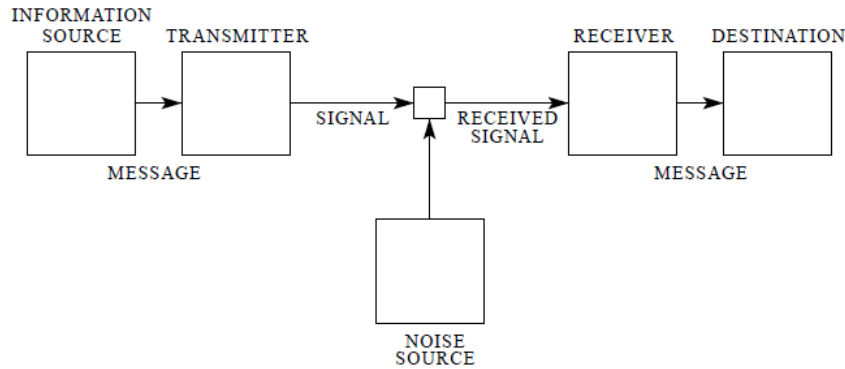 INFORMATION
SOURCE
TRANSMITTER
RECEIVER
DESTINATION
SIGNAL
RECEIVED
SIGNAL
MESSAGE
MESSAGE
NOISE
SOURCE